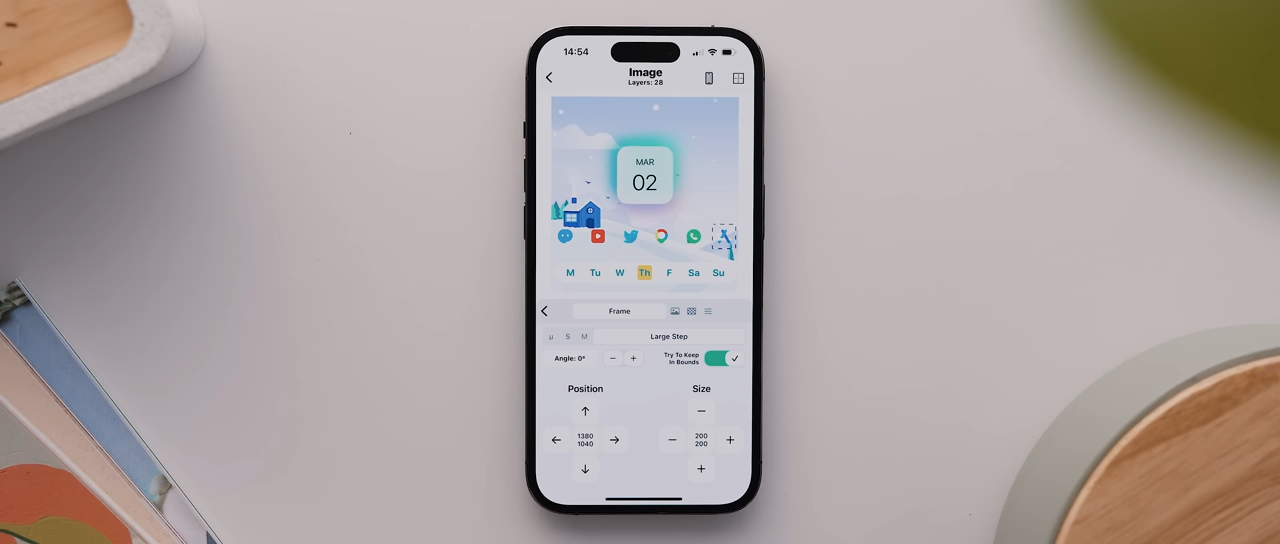 14:54
Image
Layers: 28
MAR
02
M Tu W Th F Sa Su
Frame
μ S M Large Step
Angle: 0° − +
Try To Keep
In Bounds
Position
Size
1380
1040
200
200